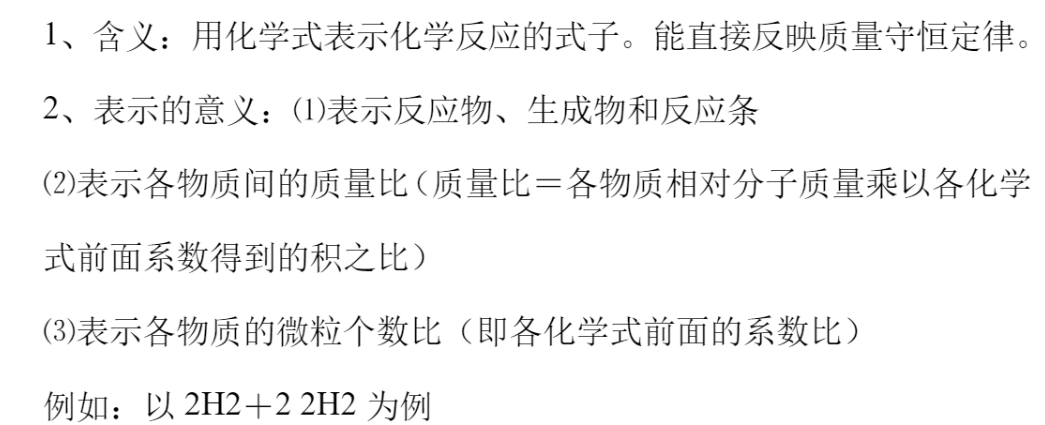 1、含义：用化学式表示化学反应的式子。能直接反映质量守恒定律。
2、表示的意义：⑴表示反应物、生成物和反应条
⑵表示各物质间的质量比（质量比＝各物质相对分子质量乘以各化学
式前面系数得到的积之比）
⑶表示各物质的微粒个数比（即各化学式前面的系数比）
例如：以 2H2＋2 2H2 为例